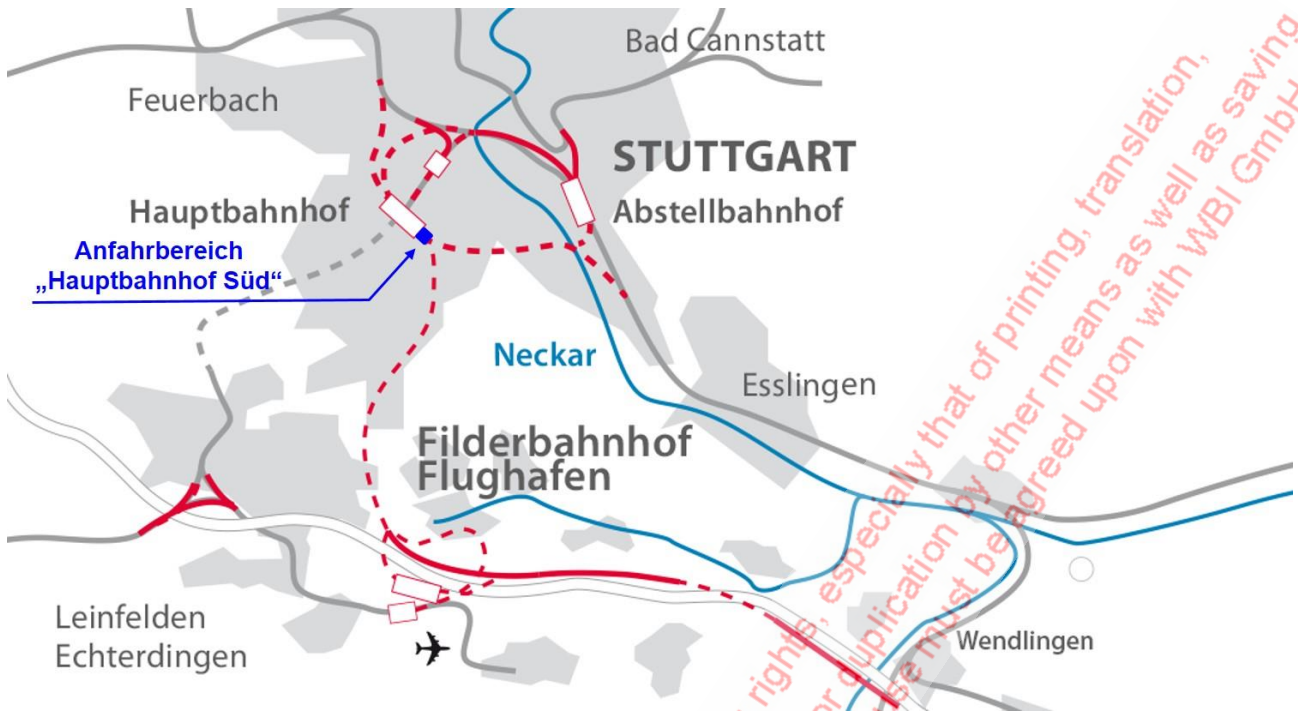 Bad Cannstatt
Feuerbach
STUTTGART
Hauptbahnhof
Abstellbahnhof
Anfahrbereich
„Hauptbahnhof Süd“
Neckar
Esslingen
Filderbahnhof
Flughafen
Leinfelden
Echterdingen
Wendlingen
rights, especially that of printing, translation,
or duplication by other means as well as saving
use must be agreed upon with WBI GmbH